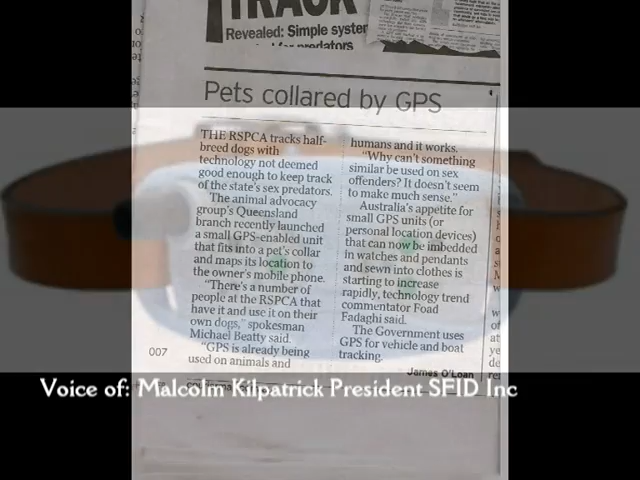 TRACK
Revealed: Simple system
for predators
Pets collared by GPS
THE RSPCA tracks half-
breed dogs with
technology not deemed
good enough to keep track
of the state's sex predators.
The animal advocacy
group's Queensland
branch recently launched
a small GPS-enabled unit
that fits into a pet's collar
and maps its location to
the owner's mobile phone.
"There's a number of
people at the RSPCA that
have it and use it on their
own dogs," spokesman
Michael Beatty said.
"GPS is already being
used on animals and
humans and it works.
"Why can't something
similar be used on sex
offenders? It doesn't seem
to make much sense."
Australia's appetite for
small GPS units (or
personal location devices)
that can now be imbedded
in watches and pendants
and sewn into clothes is
starting to increase
rapidly, technology trend
commentator Foad
Fadaghi said.
The Government uses
GPS for vehicle and boat
tracking.
James O'Loan
007
Voice of: Malcolm Kilpatrick President SFID Inc